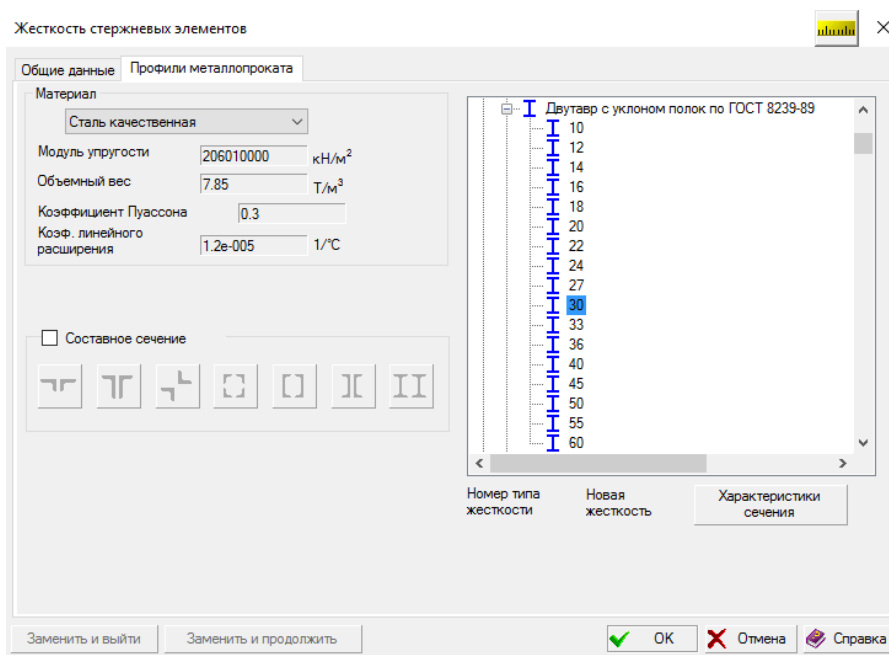 Жесткость стержневых элементов
Общие данные
Профили металлопроката
Материал
Сталь качественная
Модуль упругости 206010000 кН/м²
Объемный вес 7.85 Т/м³
Коэффициент Пуассона 0.3
Коэф. линейного
расширения 1.2e-005 1/°C
Составное сечение
Двутавр с уклоном полок по ГОСТ 8239-89
10
12
14
16
18
20
22
24
27
30
33
36
40
45
50
55
60
Номер типа
жесткости
Новая
жесткость
Характеристики
сечения
Заменить и выйти
Заменить и продолжить
OK
Отмена
Справка